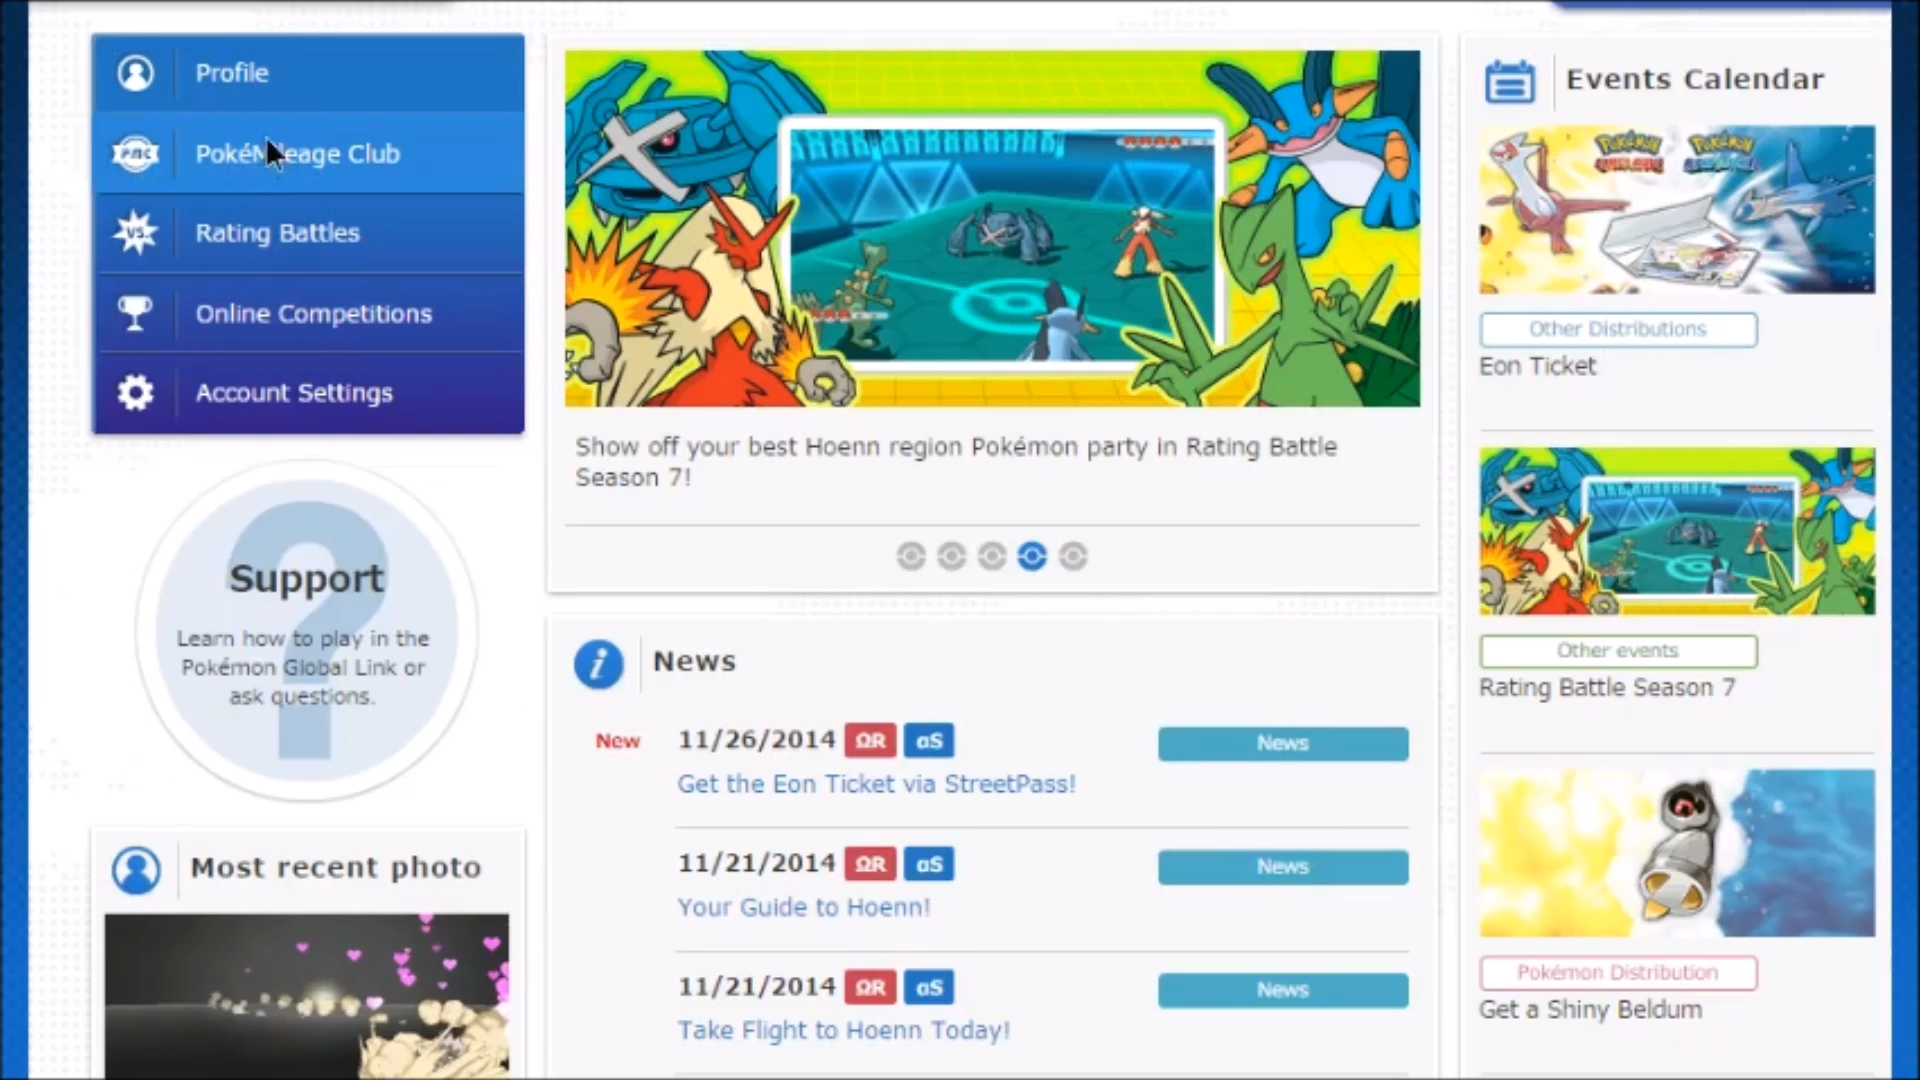 Profile
PMC
PokéMileage Club
VS.
Rating Battles
Online Competitions
Account Settings
Support
Learn how to play in the
Pokémon Global Link or
ask questions.
Most recent photo
Show off your best Hoenn region Pokémon party in Rating Battle
Season 7!
News
New
11/26/2014 ΩR αS News
Get the Eon Ticket via StreetPass!
11/21/2014 ΩR αS News
Your Guide to Hoenn!
11/21/2014 ΩR αS News
Take Flight to Hoenn Today!
Events Calendar
Pokémon Pokémon
Other Distributions
Eon Ticket
Other events
Rating Battle Season 7
Pokémon Distribution
Get a Shiny Beldum